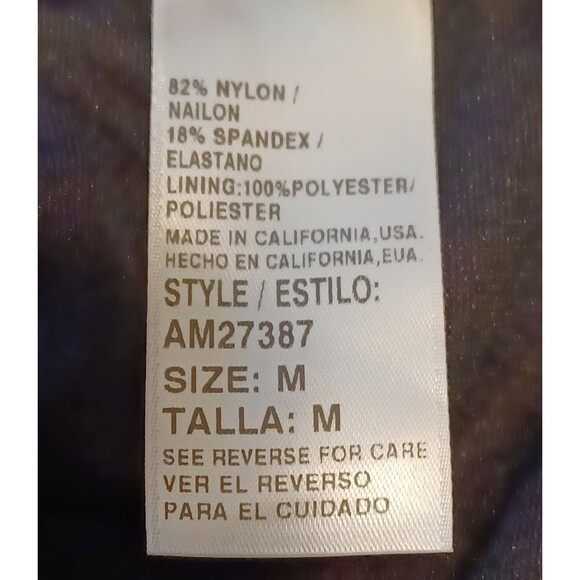 82% NYLON /
NAILON
18% SPANDEX /
ELASTANO
LINING:100%POLYESTER/
POLIESTER
MADE IN CALIFORNIA,USA.
HECHO EN CALIFORNIA,EUA.
STYLE / ESTILO:
AM27387
SIZE: M
TALLA: M
SEE REVERSE FOR CARE
VER EL REVERSO
PARA EL CUIDADO